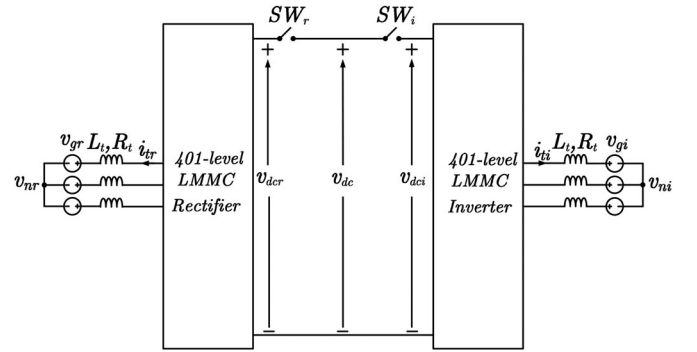 SW_r SW_i
+ + +
v_gr L_t,R_t i_tr
401-level
LMMC
Rectifier
v_nr
v_dcr v_dc v_dci
401-level
LMMC
Inverter
i_ti L_t,R_t v_gi
v_ni
− − −